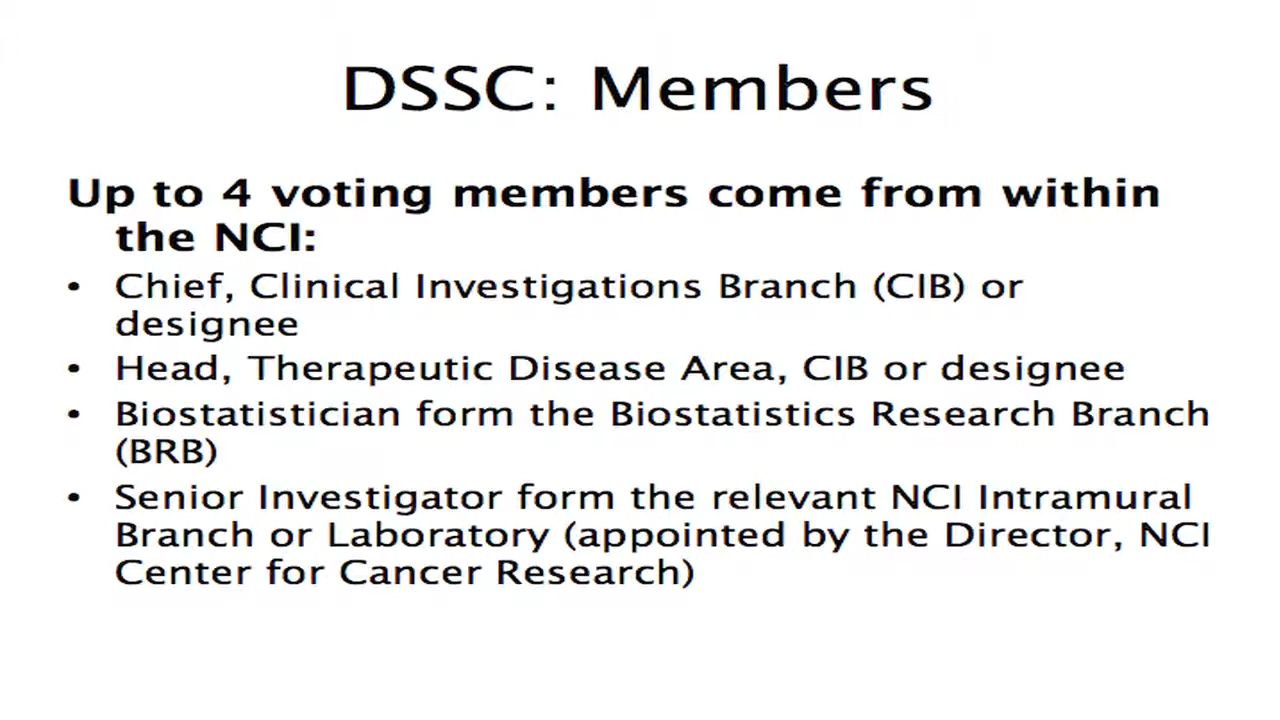 DSSC: Members
Up to 4 voting members come from within
the NCI:
• Chief, Clinical Investigations Branch (CIB) or
designee
• Head, Therapeutic Disease Area, CIB or designee
• Biostatistician form the Biostatistics Research Branch
(BRB)
• Senior Investigator form the relevant NCI Intramural
Branch or Laboratory (appointed by the Director, NCI
Center for Cancer Research)